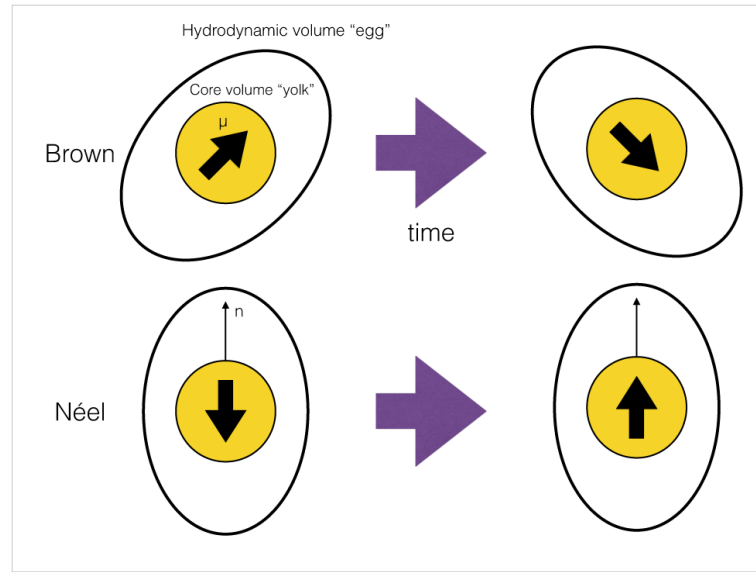 Hydrodynamic volume “egg”
Core volume “yolk”
μ
Brown
time
n
Néel